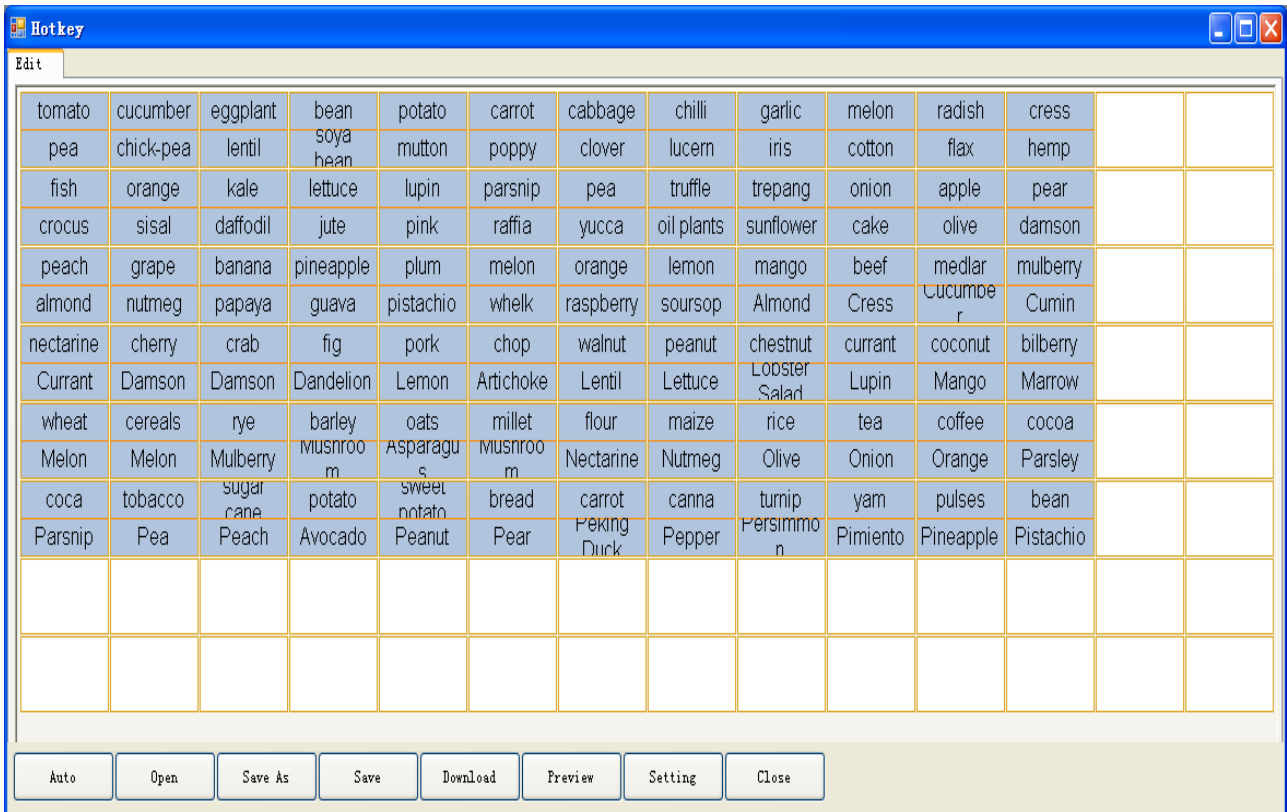 Hotkey
Edit
tomato cucumber eggplant bean potato carrot cabbage chilli garlic melon radish cress
pea chick-pea lentil soya bean mutton poppy clover lucern iris cotton flax hemp
fish orange kale lettuce lupin parsnip pea truffle trepang onion apple pear
crocus sisal daffodil jute pink raffia yucca oil plants sunflower cake olive damson
peach grape banana pineapple plum melon orange lemon mango beef medlar mulberry
almond nutmeg papaya guava pistachio whelk raspberry soursop Almond Cress Cucumber Cumin
nectarine cherry crab fig pork chop walnut peanut chestnut currant coconut bilberry
Currant Damson Damson Dandelion Lemon Artichoke Lentil Lettuce Lobster Salad Lupin Mango Marrow
wheat cereals rye barley oats millet flour maize rice tea coffee cocoa
Melon Melon Mulberry Mushroom Asparagus Mushroom Nectarine Nutmeg Olive Onion Orange Parsley
coca tobacco sugar cane potato sweet potato bread carrot canna turnip yam pulses bean
Parsnip Pea Peach Avocado Peanut Pear Peking Duck Pepper Persimmon Pimiento Pineapple Pistachio
Auto Open Save As Save Download Preview Setting Close